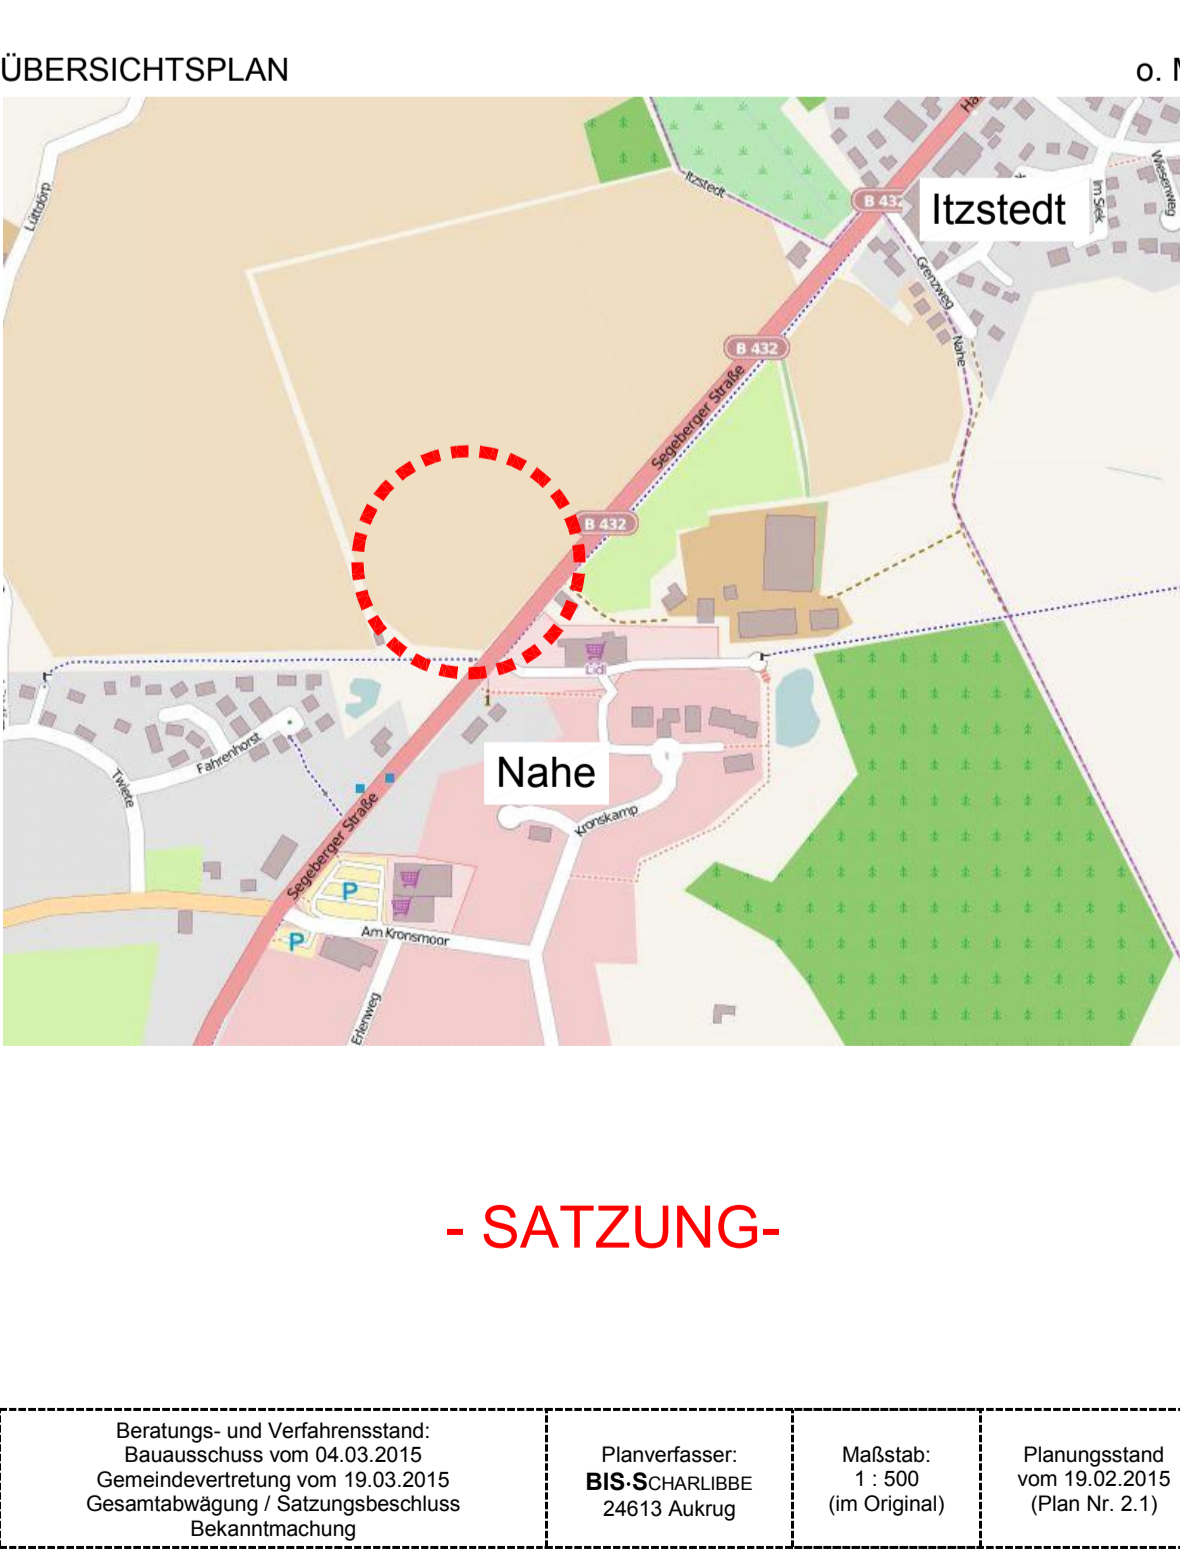 ÜBERSICHTSPLAN
o. M
Lüttdorp
Itzstedt
B 432
Itzstedt
Im Siek
Wiesenweg
Grenzweg
Nahe
B 432
Segeberger Straße
B 432
Lidl
1
Nahe
Fahrenhorst
Twiete
Kronskamp
Segeberger Straße
P
P
Am Kronsmoor
Erlenweg
- SATZUNG-
Beratungs- und Verfahrensstand:
Bauausschuss vom 04.03.2015
Gemeindevertretung vom 19.03.2015
Gesamtabwägung / Satzungsbeschluss
Bekanntmachung
Planverfasser:
BIS·SCHARLIBBE
24613 Aukrug
Maßstab:
1 : 500
(im Original)
Planungsstand
vom 19.02.2015
(Plan Nr. 2.1)